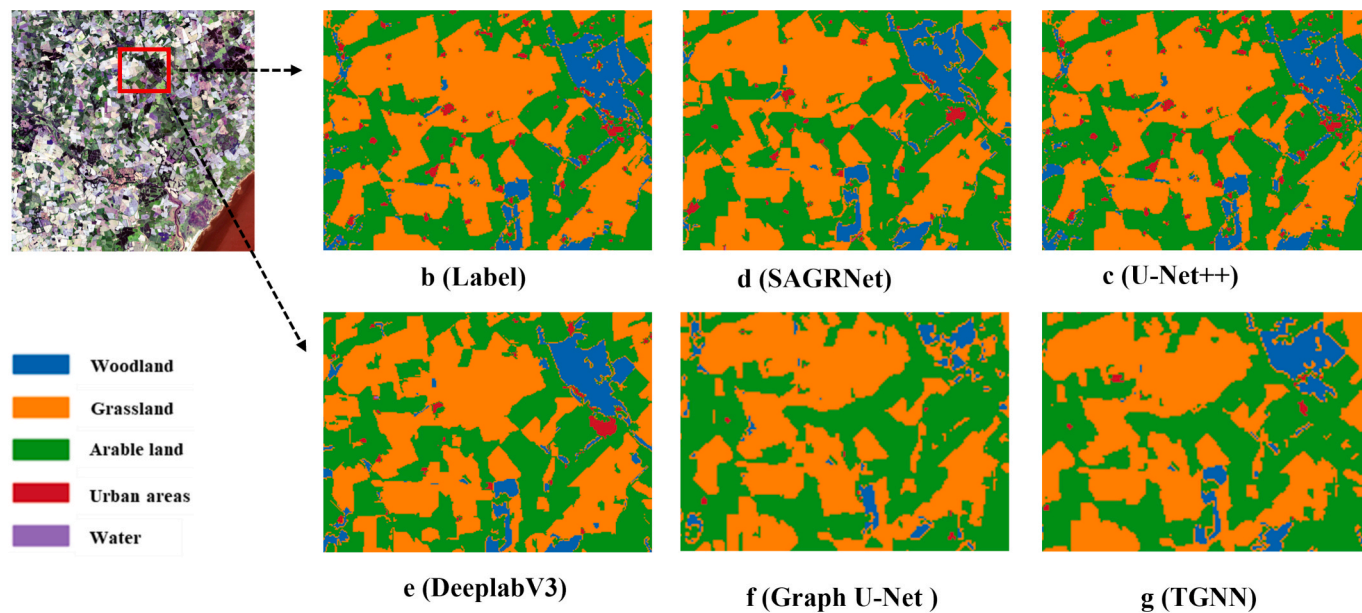 b (Label)
d (SAGRNet)
c (U-Net++)
Woodland
Grassland
Arable land
Urban areas
Water
e (DeeplabV3)
f (Graph U-Net )
g (TGNN)